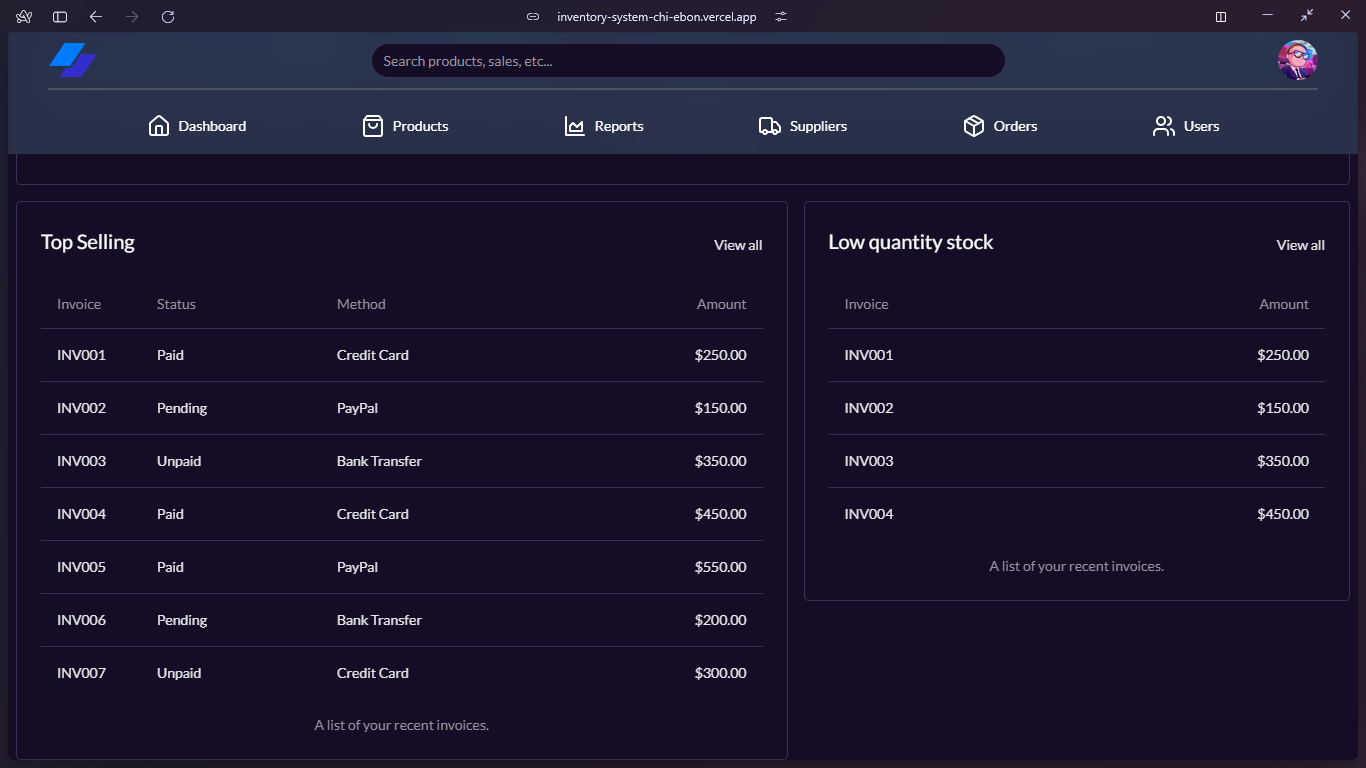 inventory-system-chi-ebon.vercel.app
Search products, sales, etc...
Dashboard Products Reports Suppliers Orders Users
Top Selling View all
Invoice Status Method Amount
INV001 Paid Credit Card $250.00
INV002 Pending PayPal $150.00
INV003 Unpaid Bank Transfer $350.00
INV004 Paid Credit Card $450.00
INV005 Paid PayPal $550.00
INV006 Pending Bank Transfer $200.00
INV007 Unpaid Credit Card $300.00
A list of your recent invoices.
Low quantity stock View all
Invoice Amount
INV001 $250.00
INV002 $150.00
INV003 $350.00
INV004 $450.00
A list of your recent invoices.